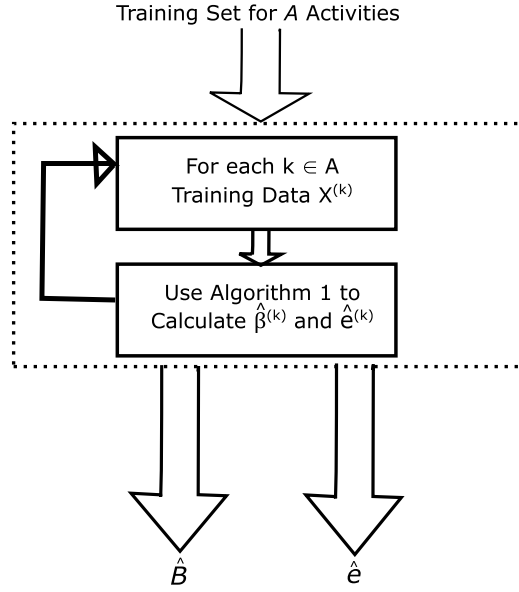 Training Set for A Activities
For each k ∈ A
Training Data X⁽ᵏ⁾
Use Algorithm 1 to
Calculate β̂⁽ᵏ⁾ and ê⁽ᵏ⁾
B̂
ê